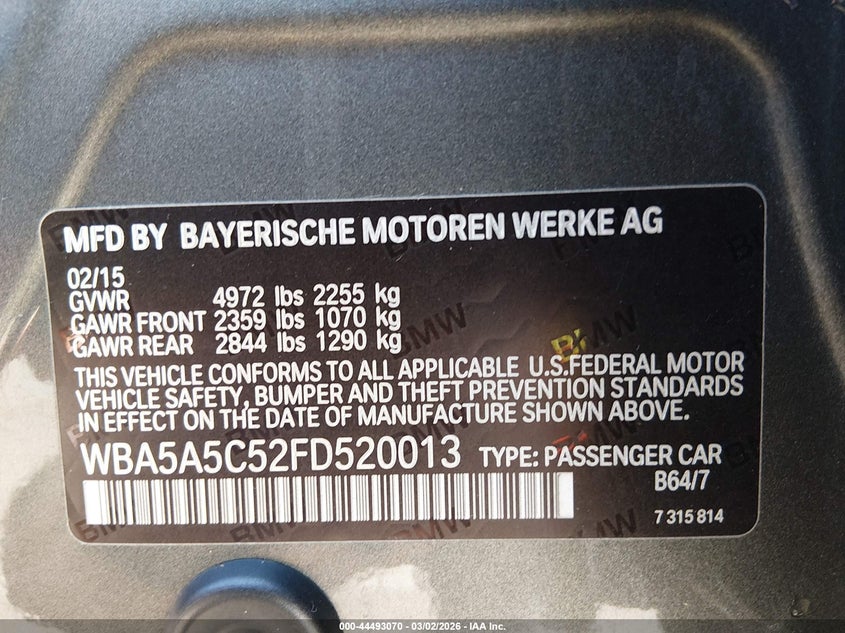 MFD BY BAYERISCHE MOTOREN WERKE AG
02/15
GVWR 4972 lbs 2255 kg
GAWR FRONT 2359 lbs 1070 kg
GAWR REAR 2844 lbs 1290 kg
THIS VEHICLE CONFORMS TO ALL APPLICABLE U.S.FEDERAL MOTOR
VEHICLE SAFETY, BUMPER AND THEFT PREVENTION STANDARDS
IN EFFECT ON THE DATE OF MANUFACTURE SHOWN ABOVE.
WBA5A5C52FD520013 TYPE: PASSENGER CAR
B64/7
7 315 814
000-44493070 - 03/02/2026 - IAA Inc.